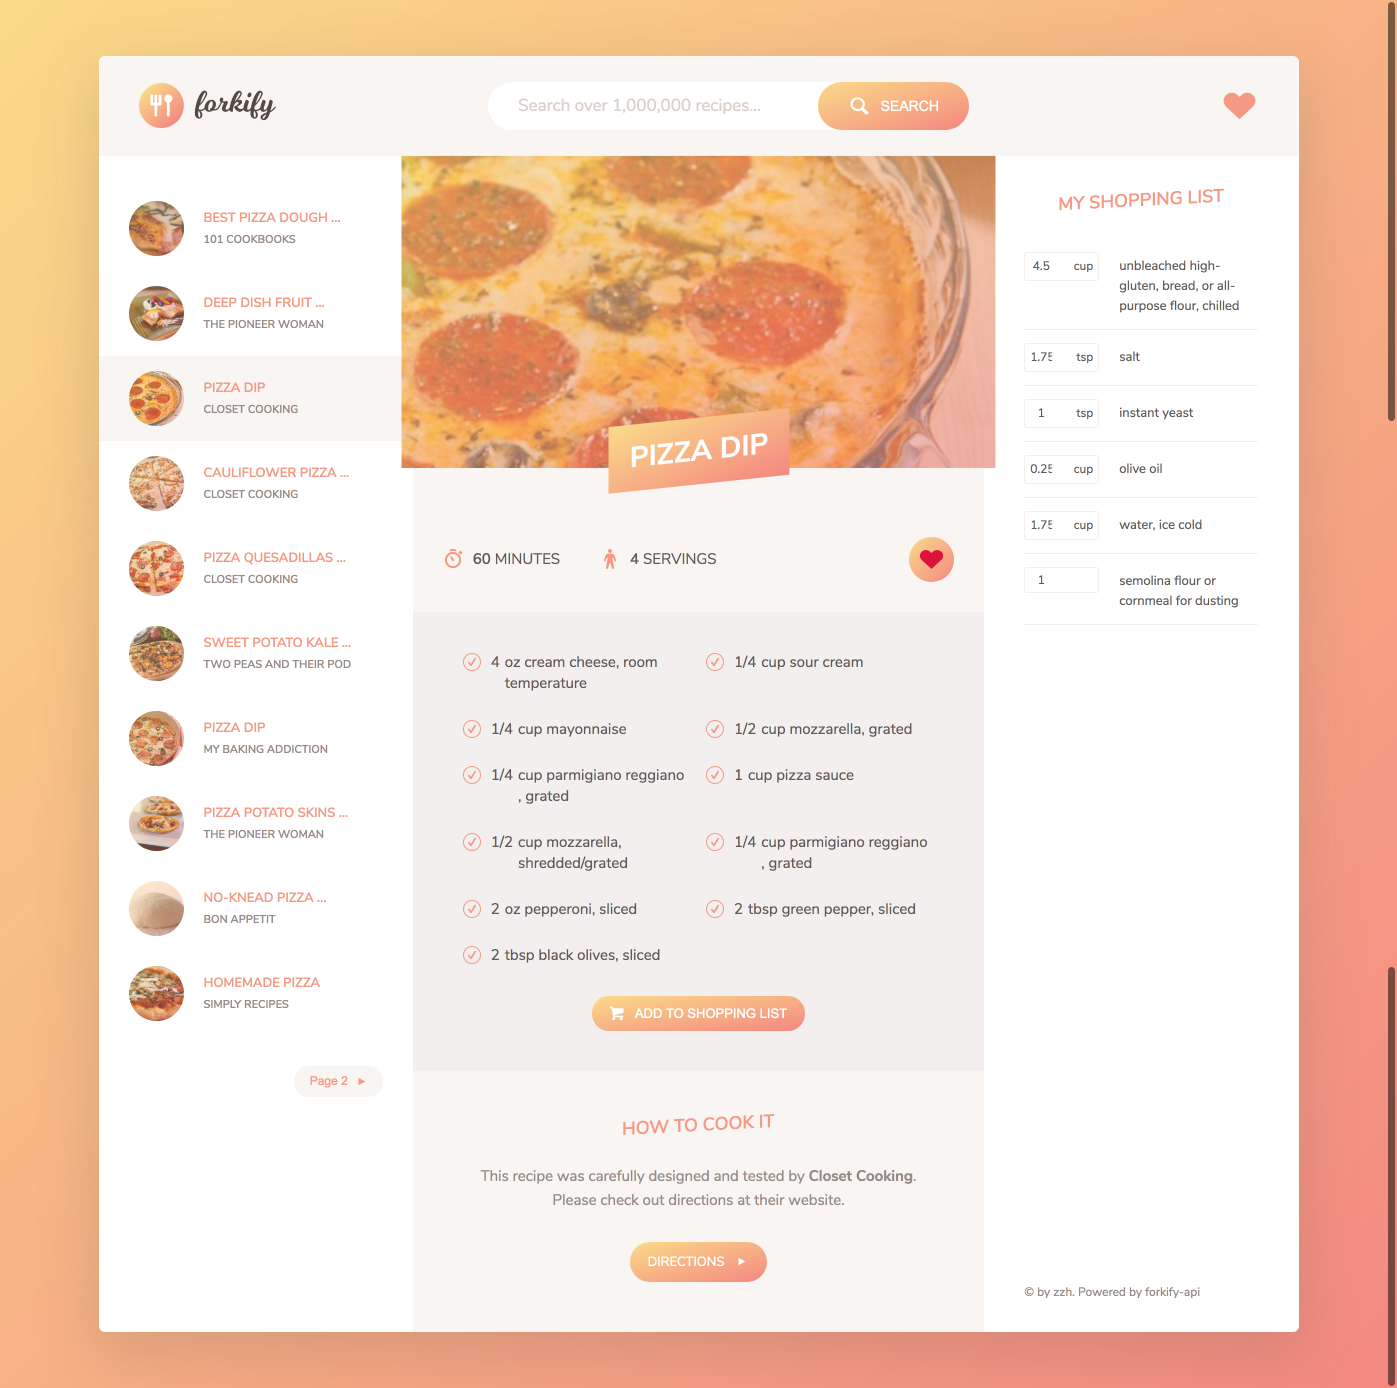 forkify
Search over 1,000,000 recipes...
SEARCH
BEST PIZZA DOUGH ...
101 COOKBOOKS
DEEP DISH FRUIT ...
THE PIONEER WOMAN
PIZZA DIP
CLOSET COOKING
CAULIFLOWER PIZZA ...
CLOSET COOKING
PIZZA QUESADILLAS ...
CLOSET COOKING
SWEET POTATO KALE ...
TWO PEAS AND THEIR POD
PIZZA DIP
MY BAKING ADDICTION
PIZZA POTATO SKINS ...
THE PIONEER WOMAN
NO-KNEAD PIZZA ...
BON APPETIT
HOMEMADE PIZZA
SIMPLY RECIPES
Page 2
PIZZA DIP
60 MINUTES
4 SERVINGS
4 oz cream cheese, room
temperature
1/4 cup sour cream
1/4 cup mayonnaise
1/2 cup mozzarella, grated
1/4 cup parmigiano reggiano
, grated
1 cup pizza sauce
1/2 cup mozzarella,
shredded/grated
1/4 cup parmigiano reggiano
, grated
2 oz pepperoni, sliced
2 tbsp green pepper, sliced
2 tbsp black olives, sliced
ADD TO SHOPPING LIST
HOW TO COOK IT
This recipe was carefully designed and tested by Closet Cooking.
Please check out directions at their website.
DIRECTIONS
MY SHOPPING LIST
4.5 cup unbleached high-
gluten, bread, or all-
purpose flour, chilled
1.75 tsp salt
1 tsp instant yeast
0.25 cup olive oil
1.75 cup water, ice cold
1 semolina flour or
cornmeal for dusting
© by zzh. Powered by forkify-api